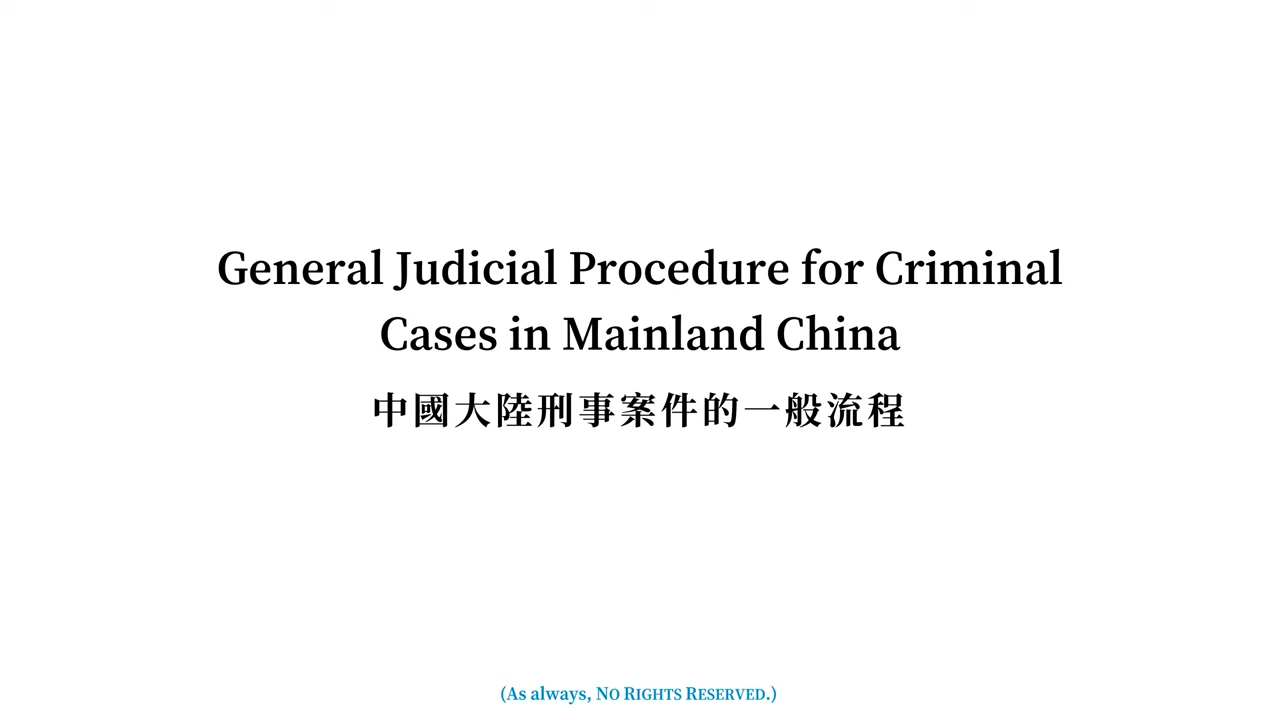 General Judicial Procedure for Criminal
Cases in Mainland China
中國大陸刑事案件的一般流程
(As always, NO RIGHTS RESERVED.)